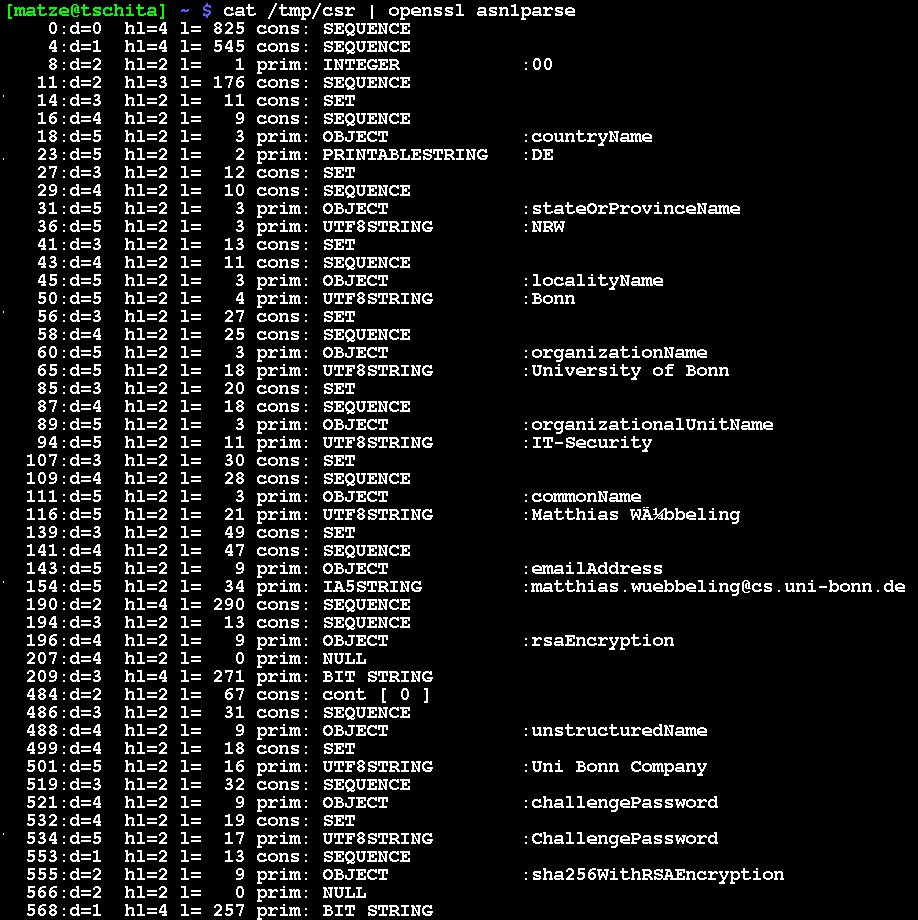 [matze@tschita] ~ $ cat /tmp/csr | openssl asn1parse
0:d=0 hl=4 l= 825 cons: SEQUENCE
4:d=1 hl=4 l= 545 cons: SEQUENCE
8:d=2 hl=2 l= 1 prim: INTEGER :00
11:d=2 hl=3 l= 176 cons: SEQUENCE
14:d=3 hl=2 l= 11 cons: SET
16:d=4 hl=2 l= 9 cons: SEQUENCE
18:d=5 hl=2 l= 3 prim: OBJECT :countryName
23:d=5 hl=2 l= 2 prim: PRINTABLESTRING :DE
27:d=3 hl=2 l= 12 cons: SET
29:d=4 hl=2 l= 10 cons: SEQUENCE
31:d=5 hl=2 l= 3 prim: OBJECT :stateOrProvinceName
36:d=5 hl=2 l= 3 prim: UTF8STRING :NRW
41:d=3 hl=2 l= 13 cons: SET
43:d=4 hl=2 l= 11 cons: SEQUENCE
45:d=5 hl=2 l= 3 prim: OBJECT :localityName
50:d=5 hl=2 l= 4 prim: UTF8STRING :Bonn
56:d=3 hl=2 l= 27 cons: SET
58:d=4 hl=2 l= 25 cons: SEQUENCE
60:d=5 hl=2 l= 3 prim: OBJECT :organizationName
65:d=5 hl=2 l= 18 prim: UTF8STRING :University of Bonn
85:d=3 hl=2 l= 20 cons: SET
87:d=4 hl=2 l= 18 cons: SEQUENCE
89:d=5 hl=2 l= 3 prim: OBJECT :organizationalUnitName
94:d=5 hl=2 l= 11 prim: UTF8STRING :IT-Security
107:d=3 hl=2 l= 30 cons: SET
109:d=4 hl=2 l= 28 cons: SEQUENCE
111:d=5 hl=2 l= 3 prim: OBJECT :commonName
116:d=5 hl=2 l= 21 prim: UTF8STRING :Matthias WÃ¼bbeling
139:d=3 hl=2 l= 49 cons: SET
141:d=4 hl=2 l= 47 cons: SEQUENCE
143:d=5 hl=2 l= 9 prim: OBJECT :emailAddress
154:d=5 hl=2 l= 34 prim: IA5STRING :matthias.wuebbeling@cs.uni-bonn.de
190:d=2 hl=4 l= 290 cons: SEQUENCE
194:d=3 hl=2 l= 13 cons: SEQUENCE
196:d=4 hl=2 l= 9 prim: OBJECT :rsaEncryption
207:d=4 hl=2 l= 0 prim: NULL
209:d=3 hl=4 l= 271 prim: BIT STRING
484:d=2 hl=2 l= 67 cons: cont [ 0 ]
486:d=3 hl=2 l= 31 cons: SEQUENCE
488:d=4 hl=2 l= 9 prim: OBJECT :unstructuredName
499:d=4 hl=2 l= 18 cons: SET
501:d=5 hl=2 l= 16 prim: UTF8STRING :Uni Bonn Company
519:d=3 hl=2 l= 32 cons: SEQUENCE
521:d=4 hl=2 l= 9 prim: OBJECT :challengePassword
532:d=4 hl=2 l= 19 cons: SET
534:d=5 hl=2 l= 17 prim: UTF8STRING :ChallengePassword
553:d=1 hl=2 l= 13 cons: SEQUENCE
555:d=2 hl=2 l= 9 prim: OBJECT :sha256WithRSAEncryption
566:d=2 hl=2 l= 0 prim: NULL
568:d=1 hl=4 l= 257 prim: BIT STRING